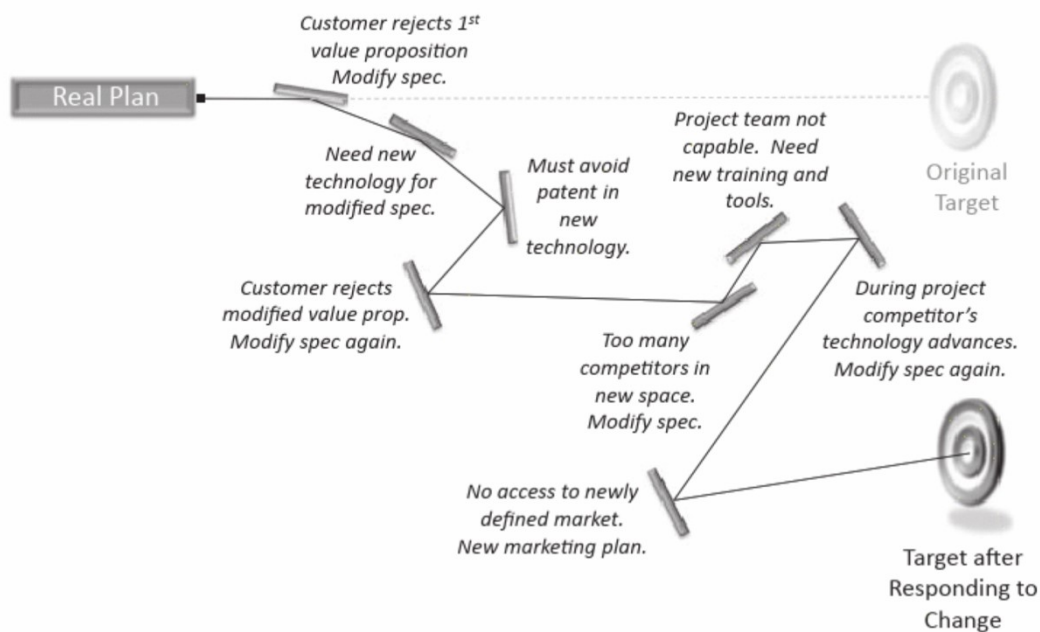 Customer rejects 1st
value proposition
Modify spec.
Real Plan
Need new
technology for
modified spec.
Must avoid
patent in
new
technology.
Project team not
capable. Need
new training and
tools.
Original
Target
Customer rejects
modified value prop.
Modify spec again.
Too many
competitors in
new space.
Modify spec.
During project
competitor's
technology advances.
Modify spec again.
No access to newly
defined market.
New marketing plan.
Target after
Responding to
Change